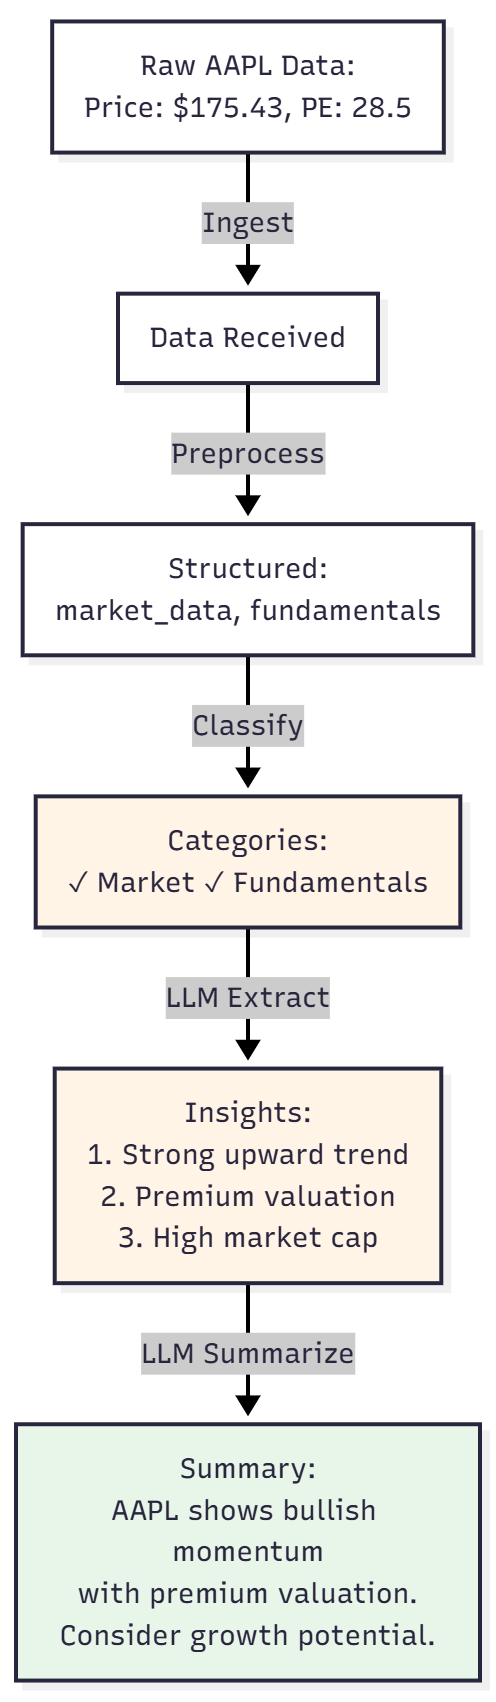 Raw AAPL Data:
Price: $175.43, PE: 28.5
Ingest
Data Received
Preprocess
Structured:
market_data, fundamentals
Classify
Categories:
✓ Market ✓ Fundamentals
LLM Extract
Insights:
1. Strong upward trend
2. Premium valuation
3. High market cap
LLM Summarize
Summary:
AAPL shows bullish
momentum
with premium valuation.
Consider growth potential.